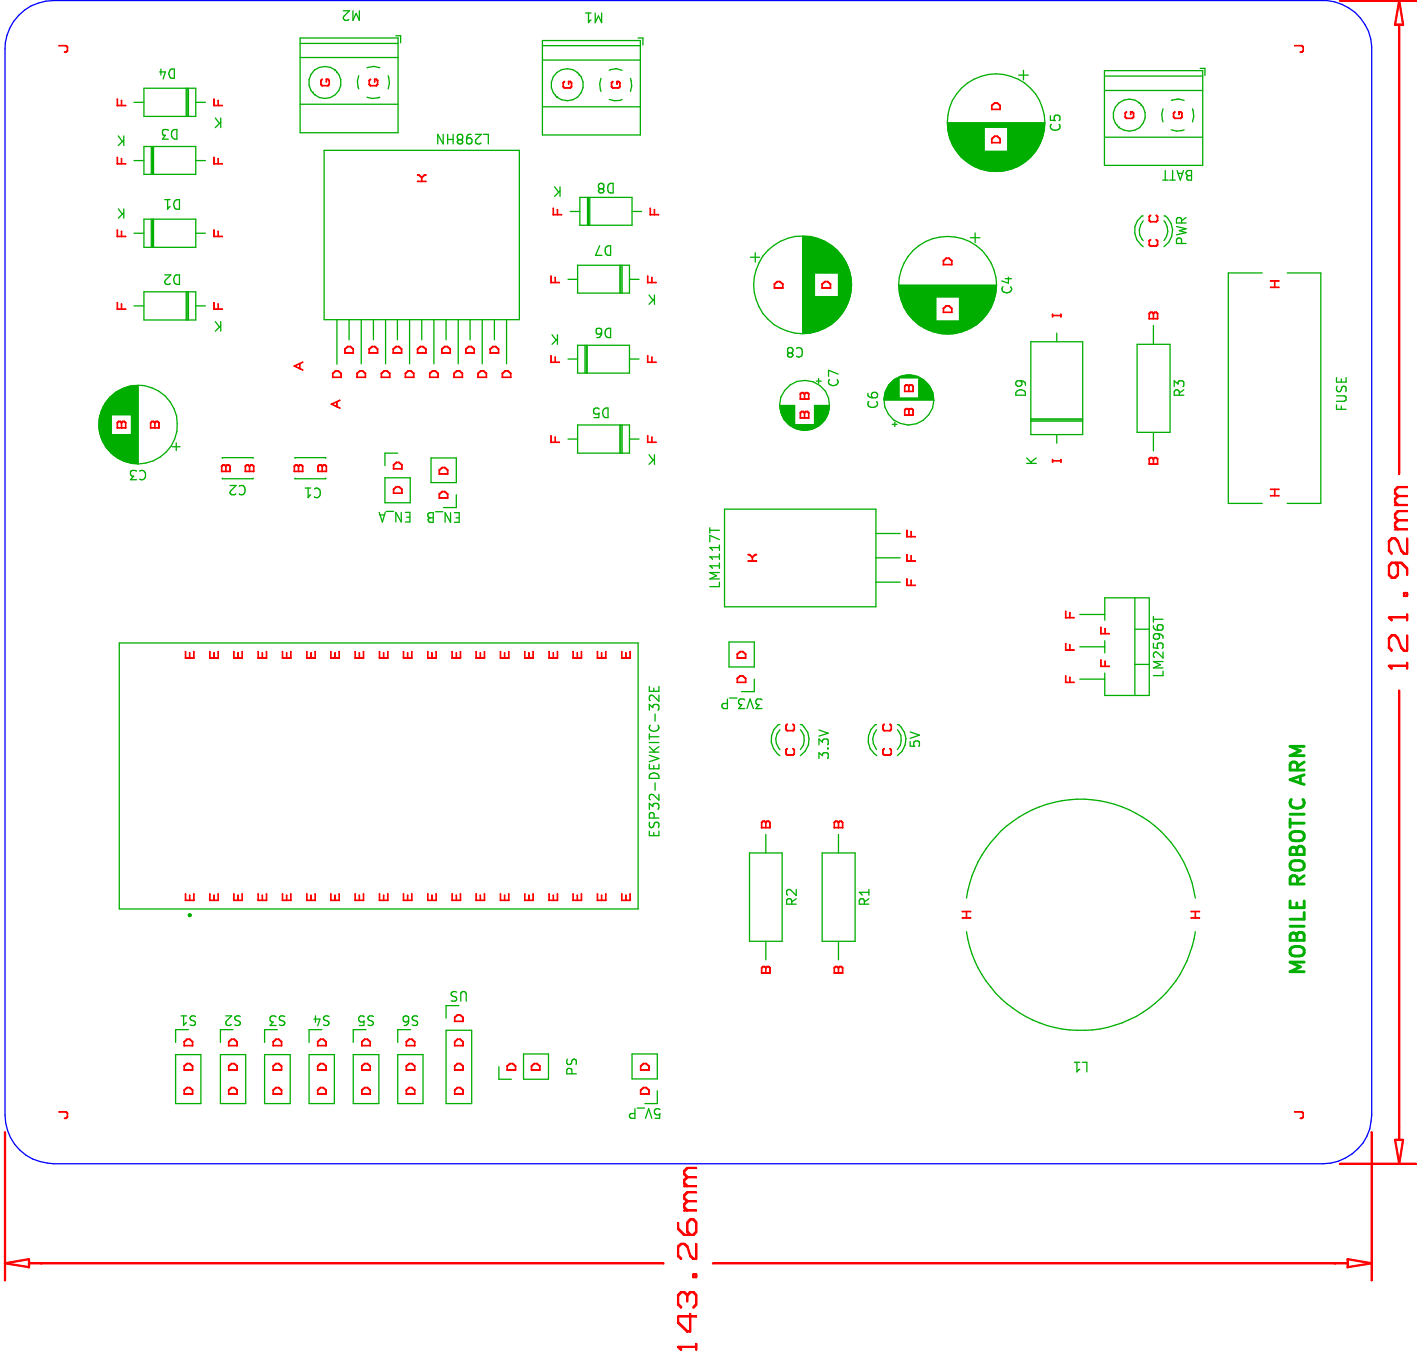 M2
M1
J
J
D4
F
F
K
G
G
G
G
D
D
C5
G
G
BATT
K
D3
F
F
L298HN
K
K
D1
F
F
K
D8
F
F
C
C
PWR
D2
F
F
K
D7
F
F
K
D
D
C8
D
D
C4
H
H
FUSE
A
A
D D D D D D D
D D D D D D D D
K
D6
F
F
D
B
B
C7
C6
B
B
I
I
D9
K
B
B
R3
B
B
C3
B B
C2
B B
C1
D
D
EN_A
D
D
EN_B
D5
F
F
K
LM1117T
K
F
F
F
F
F
F
F
F
LM2596T
121.92mm
E E E E E E E E E E E E E E E E E E E
E E E E E E E E E E E E E E E E E E E
ESP32-DEVKITC-32E
D
D
3V3_P
C
C
3.3V
C
C
5V
B
B
R2
B
B
R1
H
H
L1
MOBILE ROBOTIC ARM
S1
D
D
D
S2
D
D
D
S3
D
D
D
S4
D
D
D
S5
D
D
D
S6
D
D
D
US
D
D
D
D
D D
PS
D
D
5V_P
J
J
143.26mm